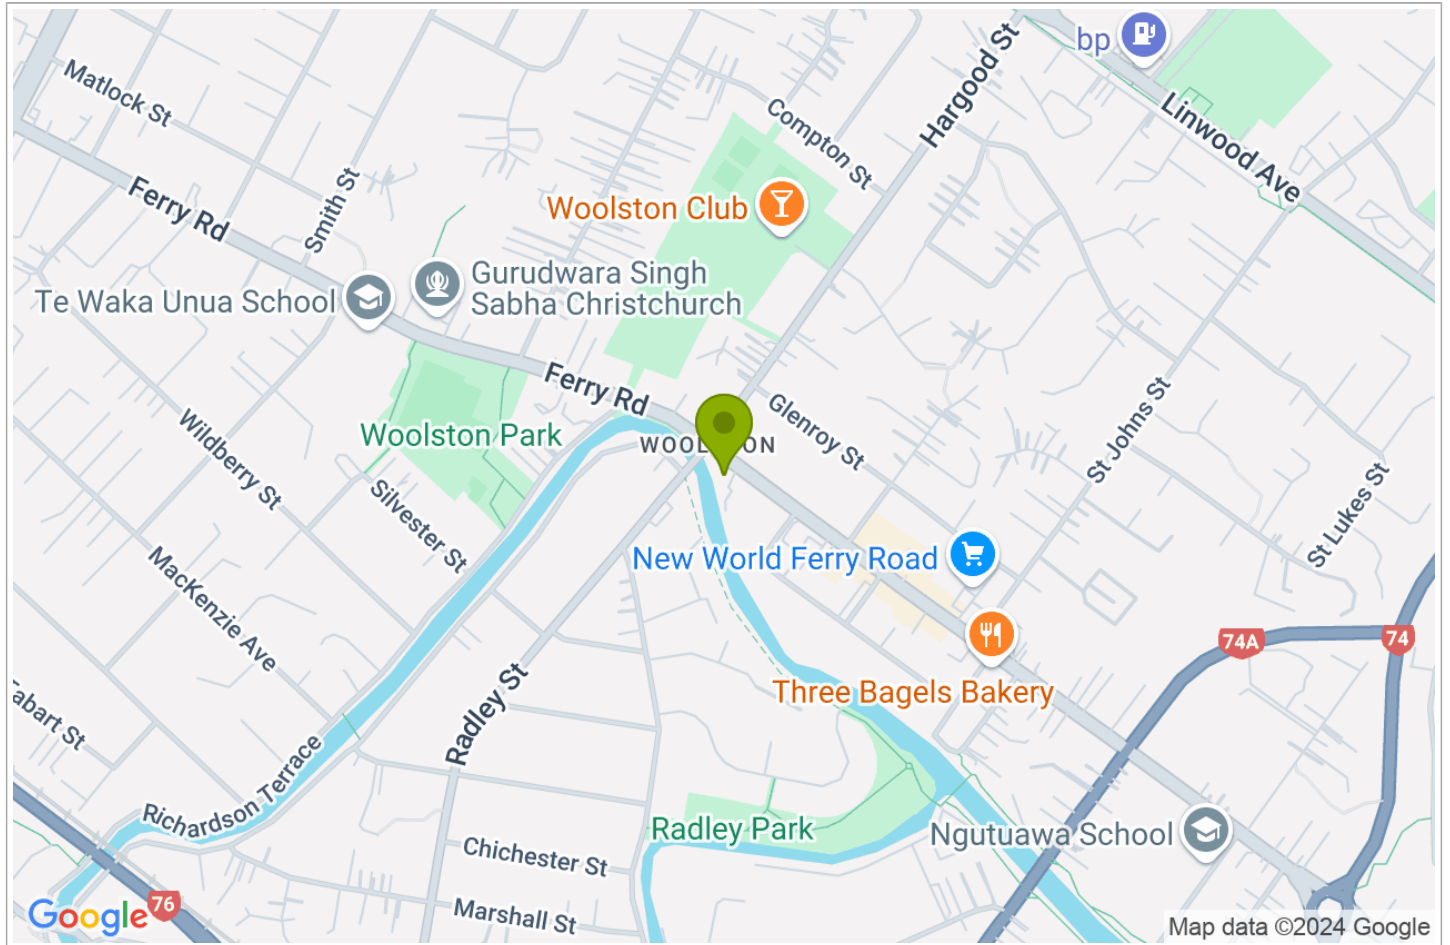 bp
Hargood St
Matlock St
Compton St
Linwood Ave
Ferry Rd
Smith St
Woolston Club
Gurudwara Singh
Sabha Christchurch
Te Waka Unua School
Ferry Rd
Glenroy St
St Johns St
Woolston Park
Wildberry St
Silvester St
St Lukes St
New World Ferry Road
MacKenzie Ave
74A
74
Three Bagels Bakery
Radley St
Richardson Terrace
Radley Park
Ngutuawa School
Chichester St
Marshall St
76
Google
Map data ©2024 Google